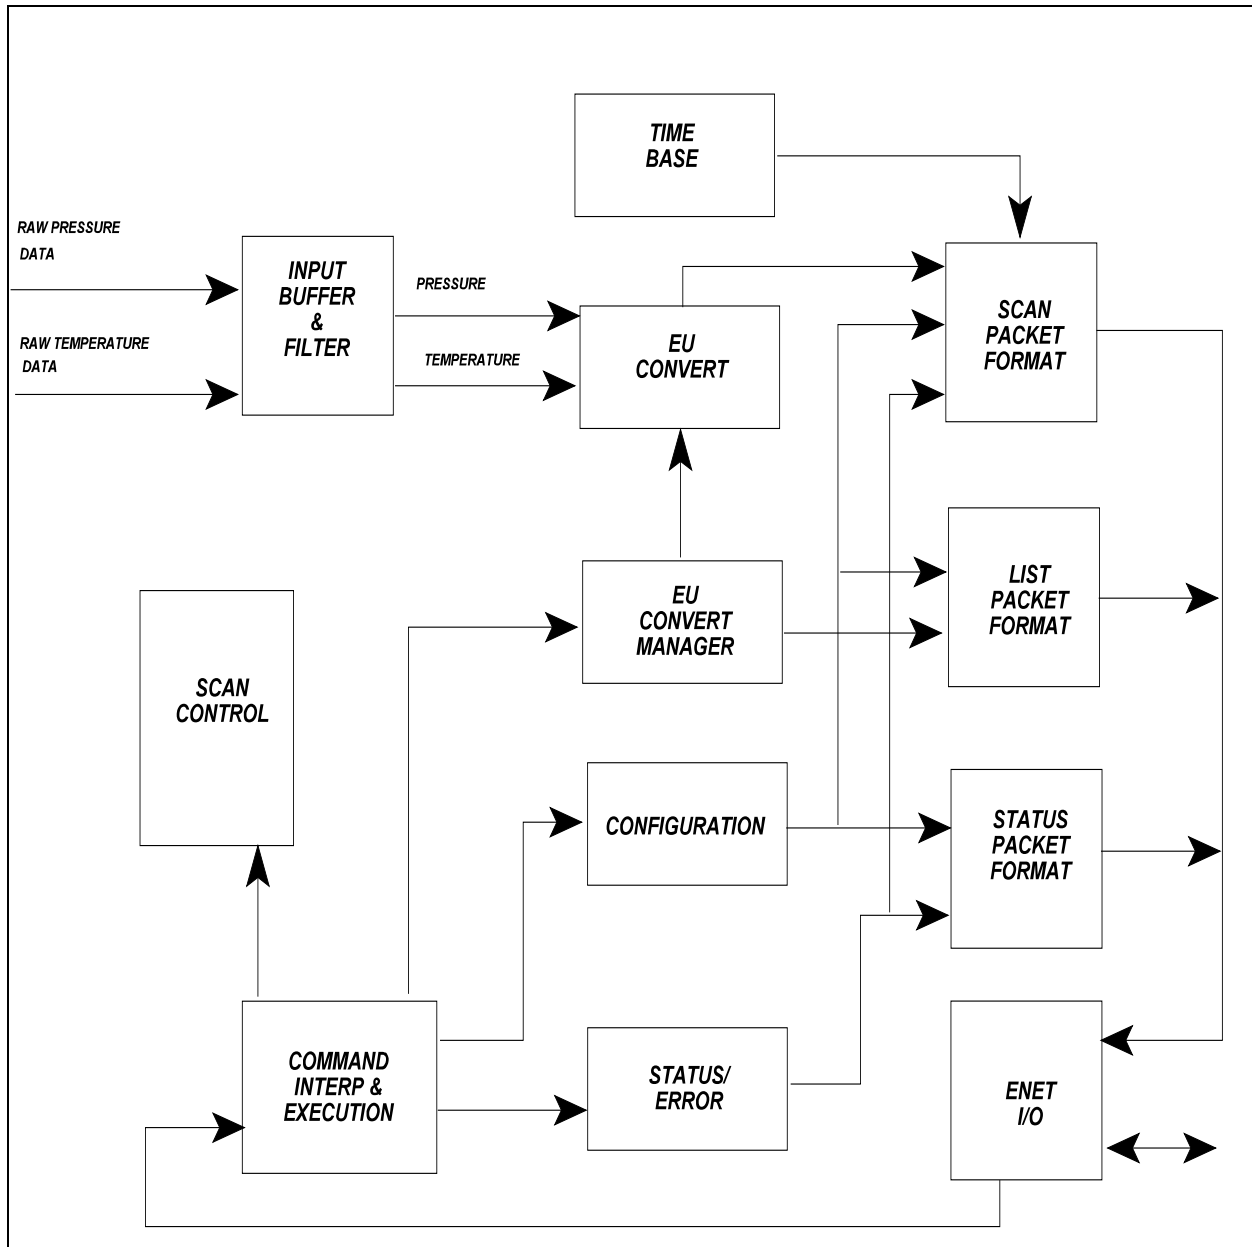 TIME
BASE
RAW PRESSURE
DATA
INPUT
BUFFER
&
FILTER
PRESSURE
SCAN
PACKET
FORMAT
RAW TEMPERATURE
DATA
TEMPERATURE
EU
CONVERT
LIST
PACKET
FORMAT
EU
CONVERT
MANAGER
SCAN
CONTROL
CONFIGURATION
STATUS
PACKET
FORMAT
COMMAND
INTERP &
EXECUTION
STATUS/
ERROR
ENET
I/O